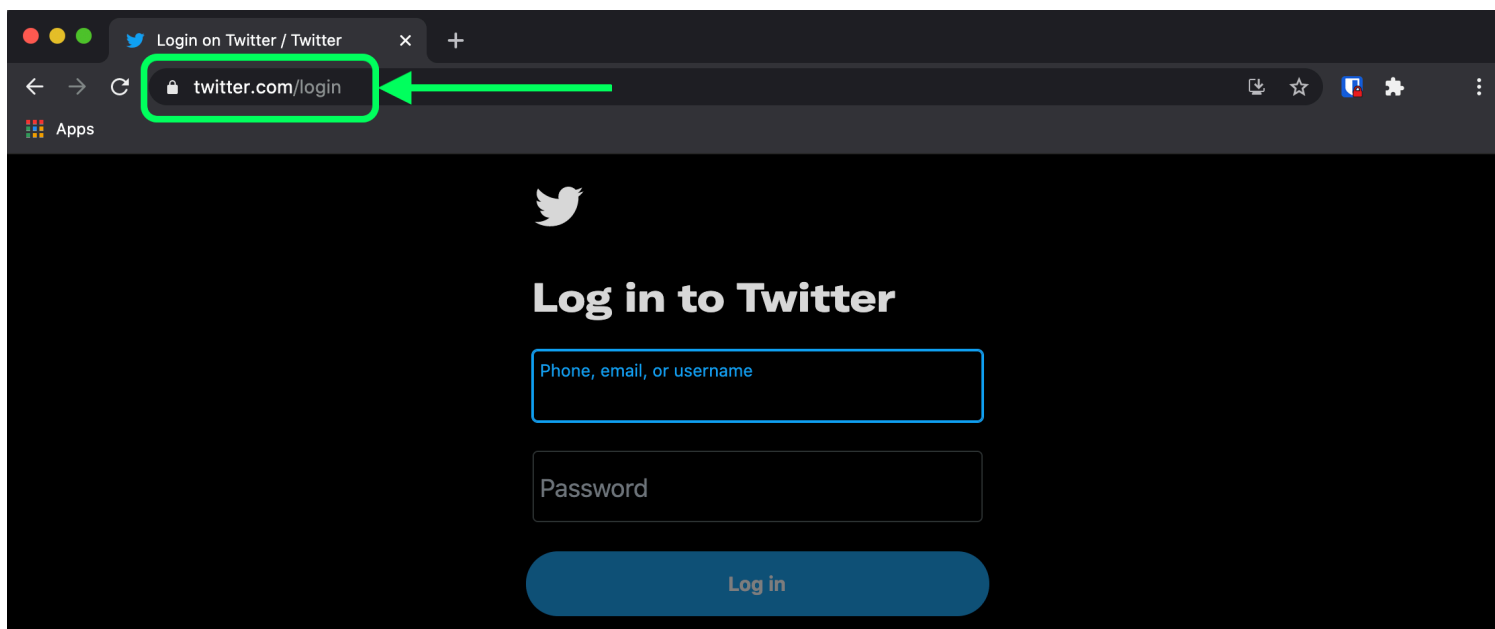 Login on Twitter / Twitter
twitter.com/login
Apps
Log in to Twitter
Phone, email, or username
Password
Log in